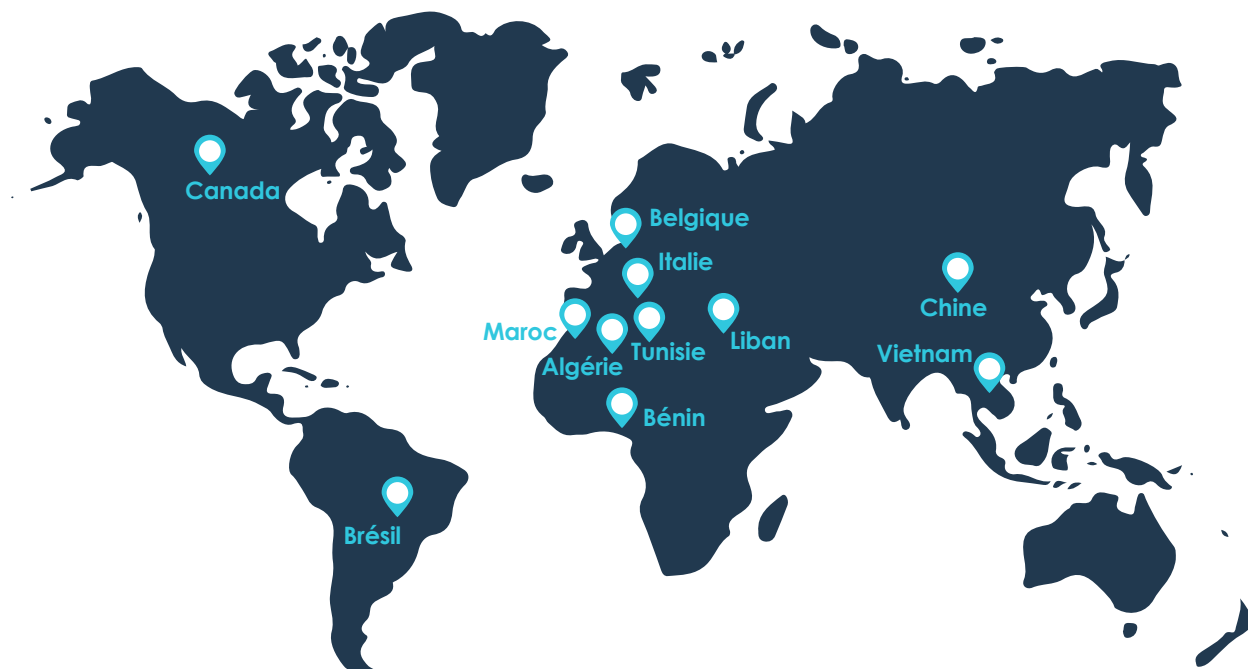 Canada
Belgique
Italie
Chine
Maroc
Liban
Tunisie
Vietnam
Algérie
Bénin
Brésil